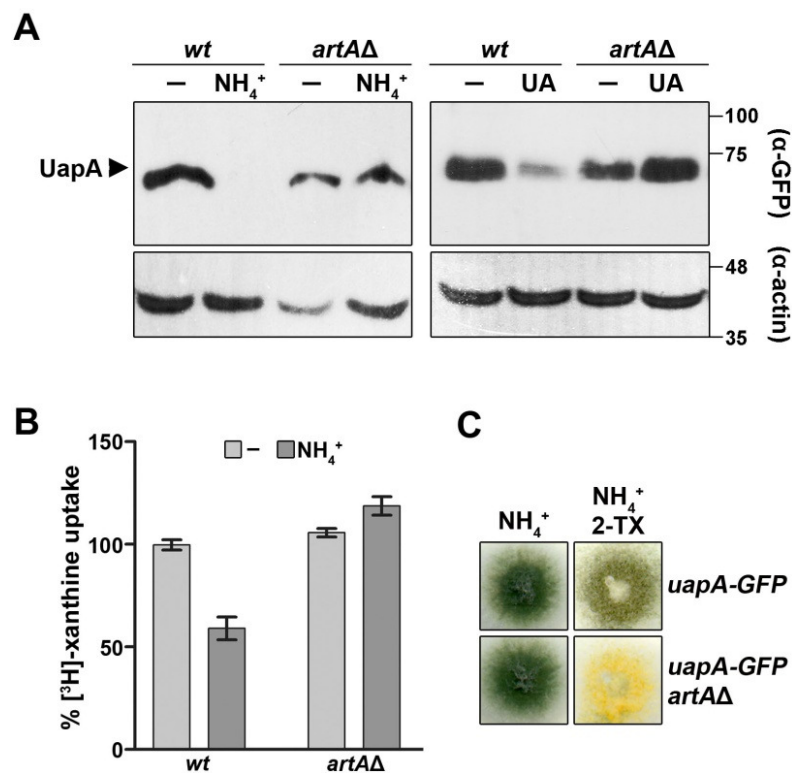 A
wt artAΔ wt artAΔ
– NH₄⁺ – NH₄⁺ – UA – UA
UapA
100
75
(α-GFP)
48
35
(α-actin)
B
150
100
50
0
% [³H]-xanthine uptake
– NH₄⁺
wt artAΔ
C
NH₄⁺ NH₄⁺
2-TX
uapA-GFP
uapA-GFP
artAΔ